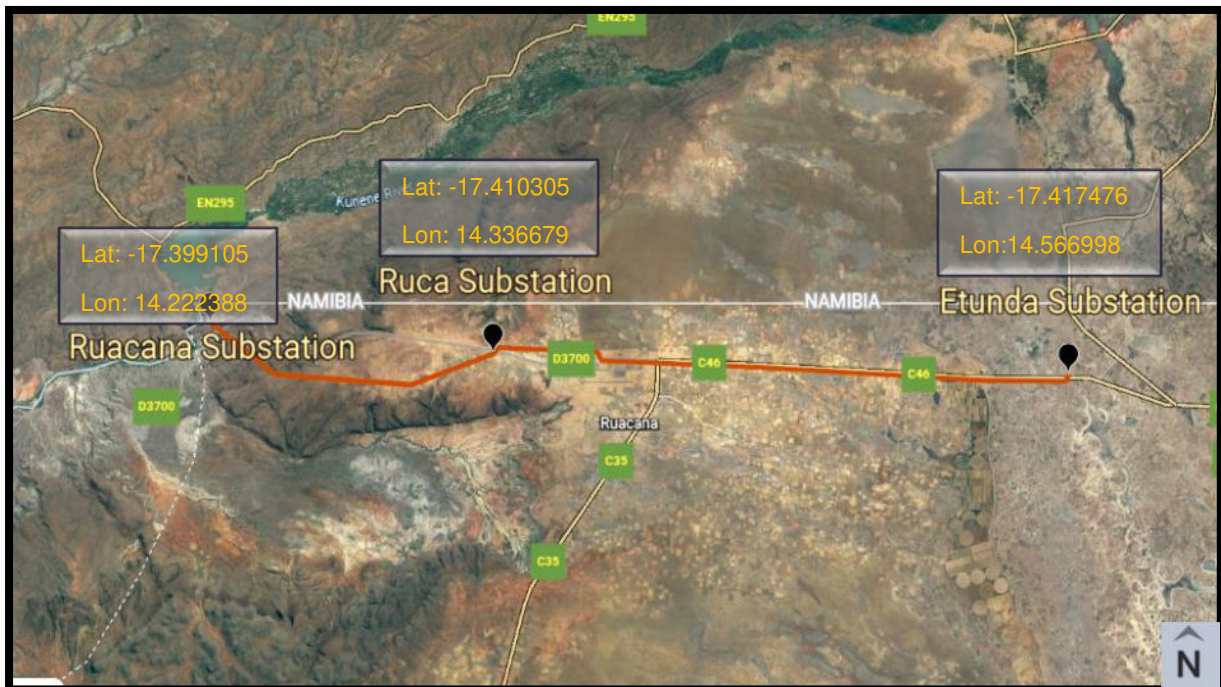 EN295
EN295
Kunene
Lat: -17.410305
Lon: 14.336679
Lat: -17.417476
Lon:14.566998
Lat: -17.399105
Lon: 14.222388
NAMIBIA
Ruca Substation
NAMIBIA
Etunda Substation
Ruacana Substation
D3700
C46
C46
D3700
Ruacana
C35
C35
N